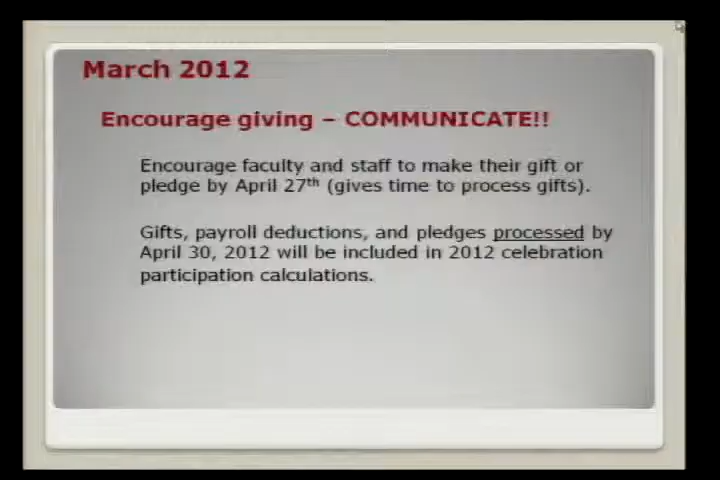 March 2012
Encourage giving – COMMUNICATE!!
Encourage faculty and staff to make their gift or
pledge by April 27th (gives time to process gifts).
Gifts, payroll deductions, and pledges processed by
April 30, 2012 will be included in 2012 celebration
participation calculations.